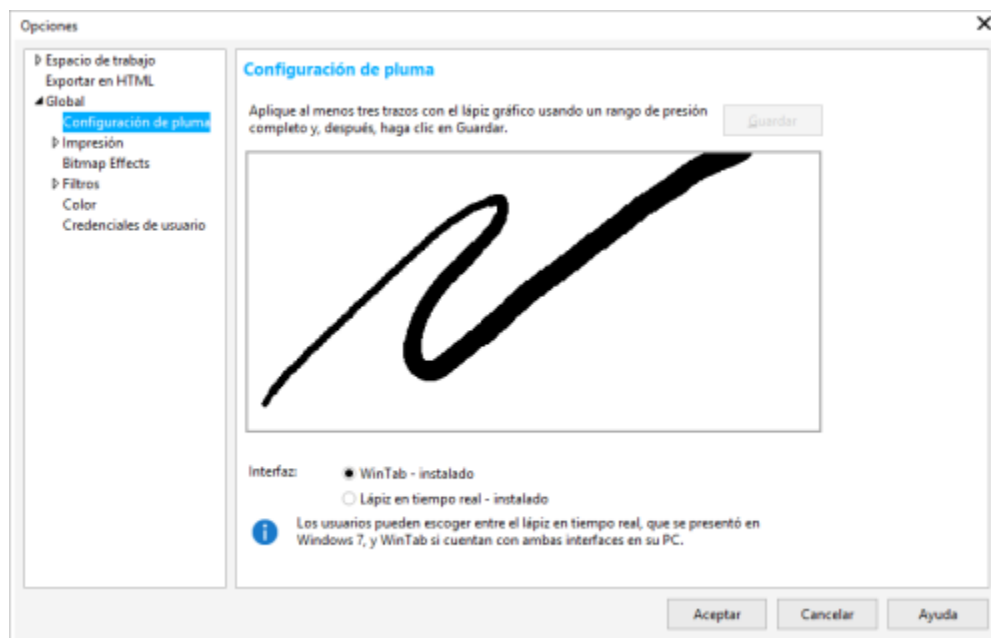 Opciones
Espacio de trabajo
Exportar en HTML
Global
Configuración de pluma
Impresión
Bitmap Effects
Filtros
Color
Credenciales de usuario
Configuración de pluma
Aplique al menos tres trazos con el lápiz gráfico usando un rango de presión
completo y, después, haga clic en Guardar.
Guardar
Interfaz:
WinTab - instalado
Lápiz en tiempo real - instalado
Los usuarios pueden escoger entre el lápiz en tiempo real, que se presentó en
Windows 7, y WinTab si cuentan con ambas interfaces en su PC.
Aceptar
Cancelar
Ayuda